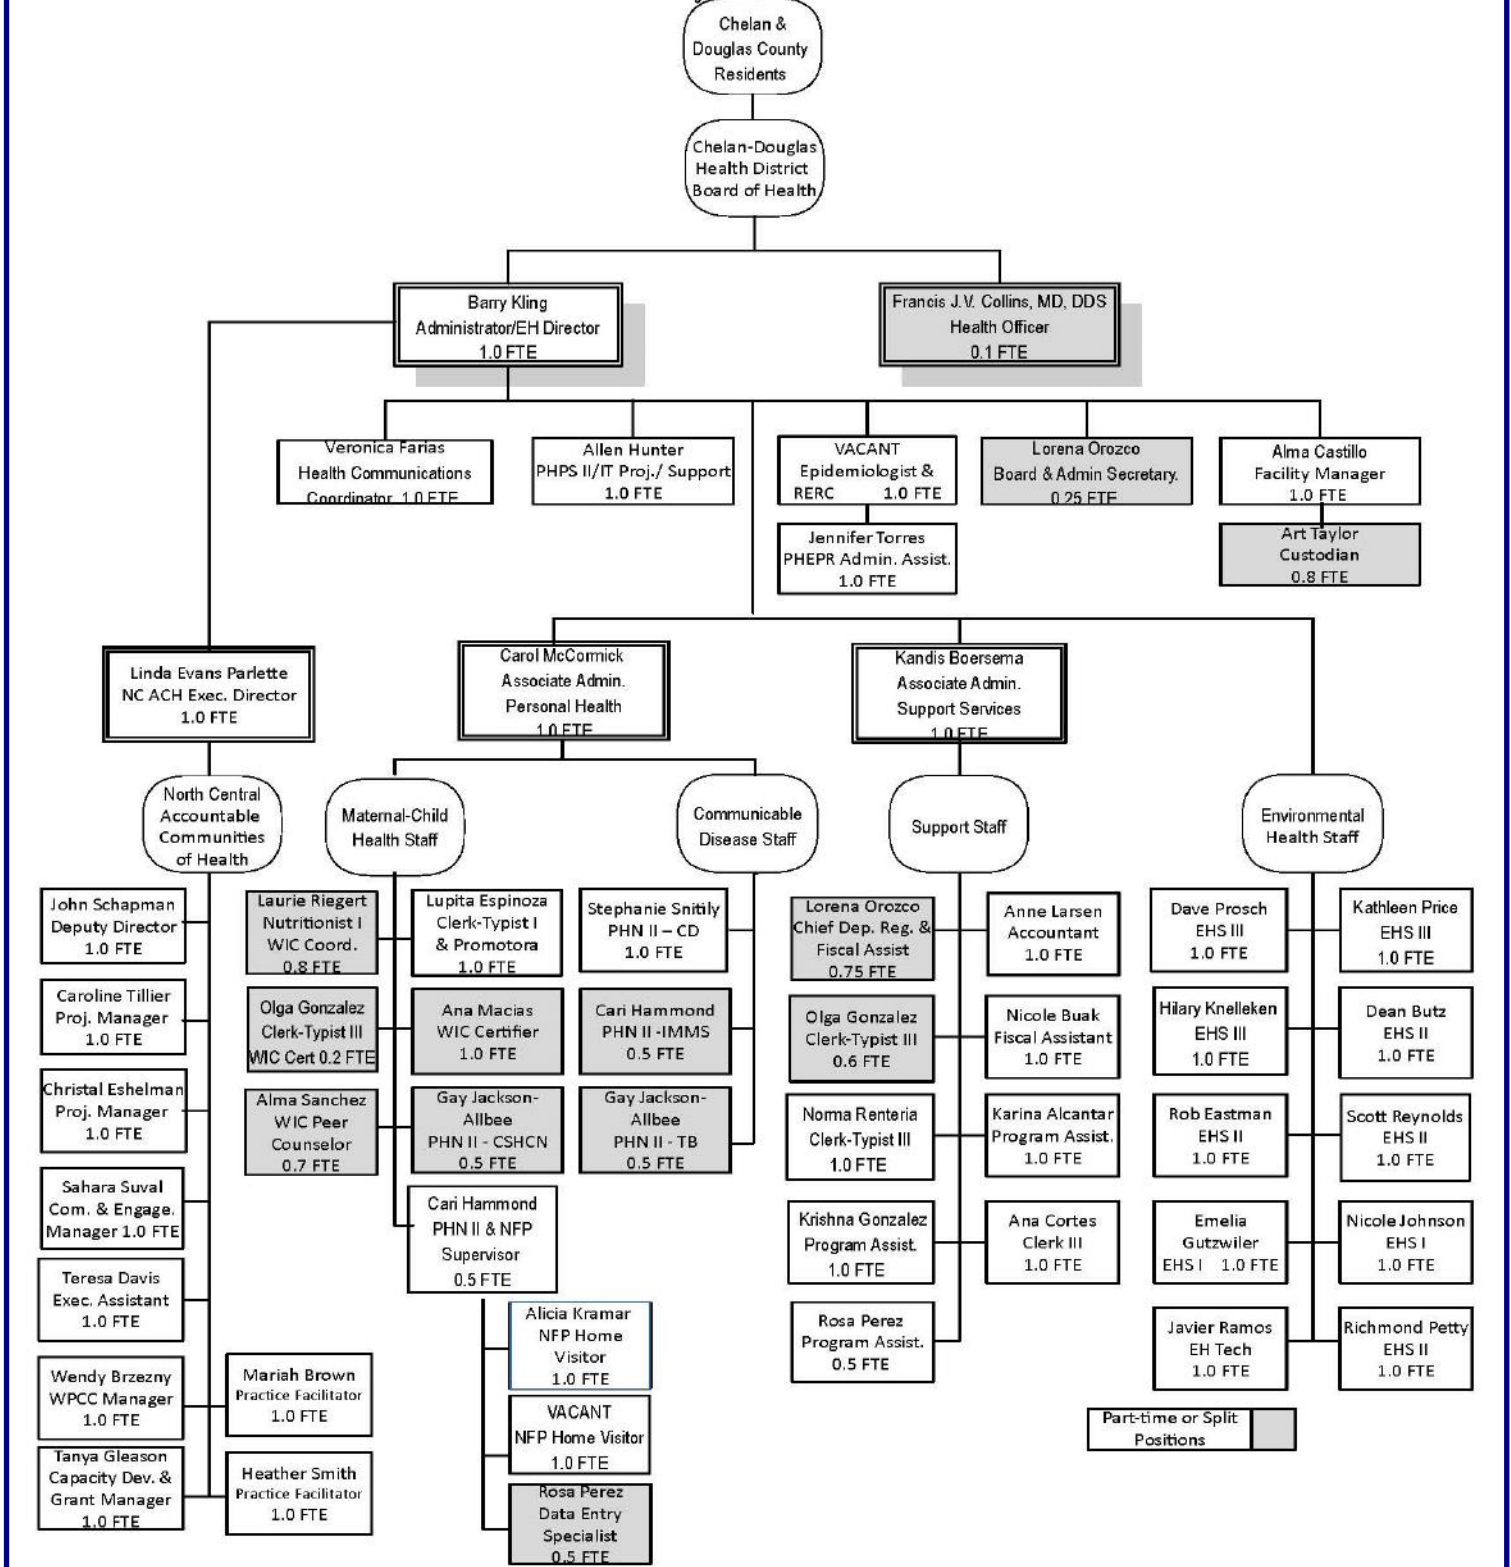 Chelan &
Douglas County
Residents
Chelan-Douglas
Health District
Board of Health
Barry Kling
Administrator/EH Director
1.0 FTE
Francis J.V. Collins, MD, DDS
Health Officer
0.1 FTE
Veronica Farias
Health Communications
Coordinator 1.0 FTE
Allen Hunter
PHPS II/IT Proj./ Support
1.0 FTE
VACANT
Epidemiologist &
RERC 1.0 FTE
Lorena Orozco
Board & Admin Secretary.
0.25 FTE
Alma Castillo
Facility Manager
1.0 FTE
Jennifer Torres
PHEPR Admin. Assist.
1.0 FTE
Art Taylor
Custodian
0.8 FTE
Linda Evans Parlette
NC ACH Exec. Director
1.0 FTE
Carol McCormick
Associate Admin.
Personal Health
1.0 FTE
Kandis Boersema
Associate Admin.
Support Services
1.0 FTE
North Central
Accountable
Communities
of Health
Maternal-Child
Health Staff
Communicable
Disease Staff
Support Staff
Environmental
Health Staff
John Schapman
Deputy Director
1.0 FTE
Caroline Tillier
Proj. Manager
1.0 FTE
Christal Eshelman
Proj. Manager
1.0 FTE
Sahara Suval
Com. & Engage.
Manager 1.0 FTE
Teresa Davis
Exec. Assistant
1.0 FTE
Wendy Brzezny
WPCC Manager
1.0 FTE
Mariah Brown
Practice Facilitator
1.0 FTE
Tanya Gleason
Capacity Dev. &
Grant Manager
1.0 FTE
Heather Smith
Practice Facilitator
1.0 FTE
Laurie Riegert
Nutritionist I
WIC Coord.
0.8 FTE
Lupita Espinoza
Clerk-Typist I
& Promotora
1.0 FTE
Olga Gonzalez
Clerk-Typist III
WIC Cert 0.2 FTE
Ana Macias
WIC Certifier
1.0 FTE
Alma Sanchez
WIC Peer
Counselor
0.7 FTE
Gay Jackson-
Allbee
PHN II - CSHCN
0.5 FTE
Cari Hammond
PHN II & NFP
Supervisor
0.5 FTE
Alicia Kramar
NFP Home
Visitor
1.0 FTE
VACANT
NFP Home Visitor
1.0 FTE
Rosa Perez
Data Entry
Specialist
0.5 FTE
Stephanie Snitily
PHN II – CD
1.0 FTE
Cari Hammond
PHN II -IMMS
0.5 FTE
Gay Jackson-
Allbee
PHN II - TB
0.5 FTE
Lorena Orozco
Chief Dep. Reg. &
Fiscal Assist
0.75 FTE
Anne Larsen
Accountant
1.0 FTE
Olga Gonzalez
Clerk-Typist III
0.6 FTE
Nicole Buak
Fiscal Assistant
1.0 FTE
Norma Renteria
Clerk-Typist III
1.0 FTE
Karina Alcantar
Program Assist.
1.0 FTE
Krishna Gonzalez
Program Assist.
1.0 FTE
Ana Cortes
Clerk III
1.0 FTE
Rosa Perez
Program Assist.
0.5 FTE
Dave Prosch
EHS III
1.0 FTE
Kathleen Price
EHS III
1.0 FTE
Hilary Knelleken
EHS III
1.0 FTE
Dean Butz
EHS II
1.0 FTE
Rob Eastman
EHS II
1.0 FTE
Scott Reynolds
EHS II
1.0 FTE
Emelia
Gutzwiler
EHS I 1.0 FTE
Nicole Johnson
EHS I
1.0 FTE
Javier Ramos
EH Tech
1.0 FTE
Richmond Petty
EHS II
1.0 FTE
Part-time or Split
Positions